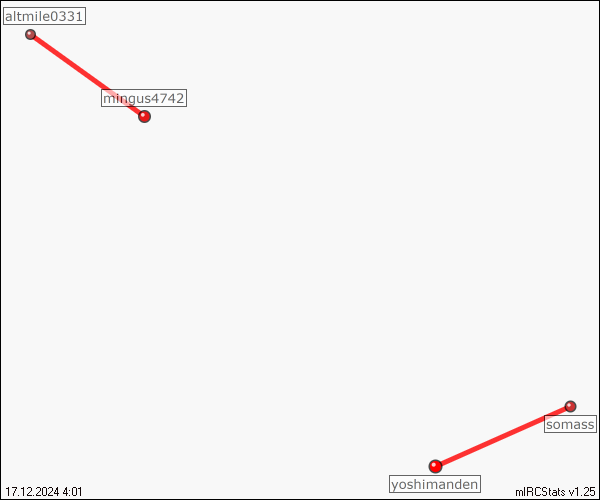 altmile0331
mingus4742
somass
yoshimanden
17.12.2024 4:01
mIRCStats v1.25